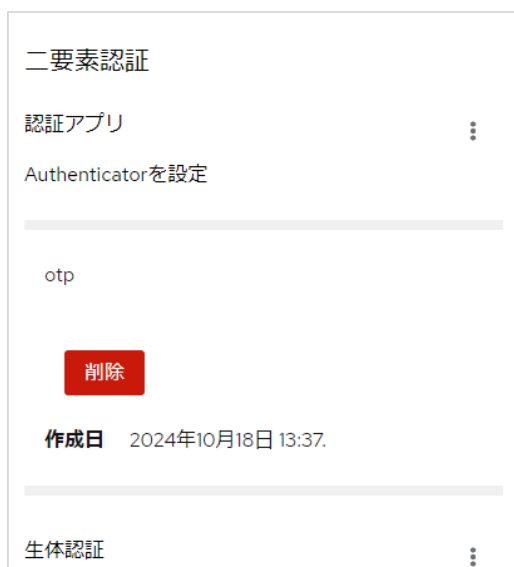 二要素認証
認証アプリ
Authenticatorを設定
otp
削除
作成日 2024年10月18日 13:37.
生体認証